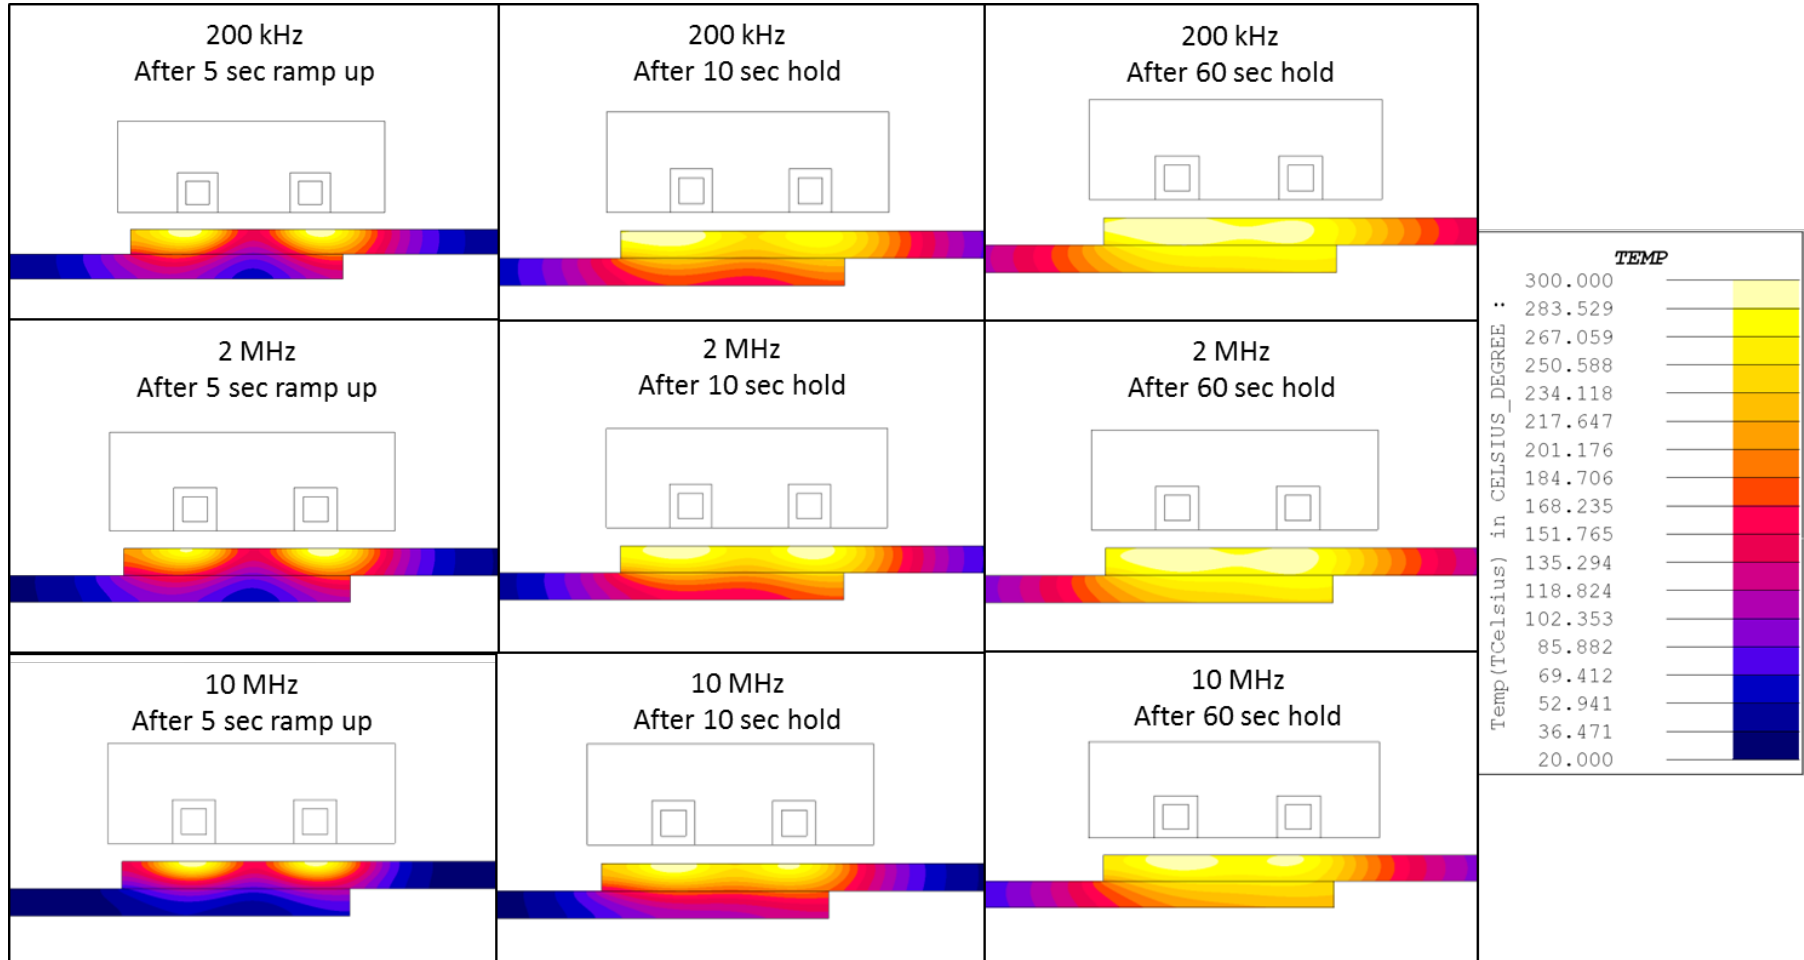 200 kHz
After 5 sec ramp up
200 kHz
After 10 sec hold
200 kHz
After 60 sec hold
2 MHz
After 5 sec ramp up
2 MHz
After 10 sec hold
2 MHz
After 60 sec hold
10 MHz
After 5 sec ramp up
10 MHz
After 10 sec hold
10 MHz
After 60 sec hold
TEMP
Temp(TCelsius) in CELSIUS_DEGREE :
300.000
283.529
267.059
250.588
234.118
217.647
201.176
184.706
168.235
151.765
135.294
118.824
102.353
85.882
69.412
52.941
36.471
20.000